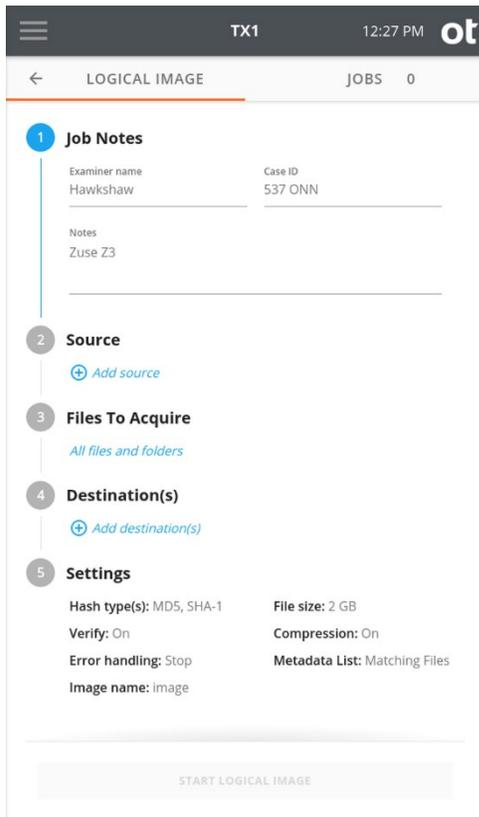 TX1 12:27 PM ot
LOGICAL IMAGE JOBS 0
1 Job Notes
Examiner name Case ID
Hawkshaw 537 ONN
Notes
Zuse Z3
2 Source
Add source
3 Files To Acquire
All files and folders
4 Destination(s)
Add destination(s)
5 Settings
Hash type(s): MD5, SHA-1 File size: 2 GB
Verify: On Compression: On
Error handling: Stop Metadata List: Matching Files
Image name: image
START LOGICAL IMAGE